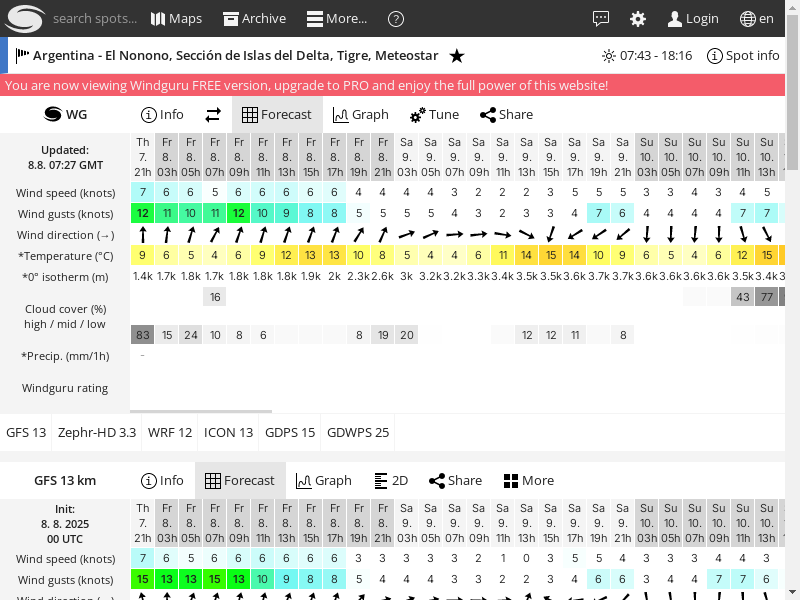 search spots... Maps Archive More... ? Login en
Argentina - El Nonono, Sección de Islas del Delta, Tigre, Meteostar ★ 07:43 - 18:16 Spot info
You are now viewing Windguru FREE version, upgrade to PRO and enjoy the full power of this website!
WG Info Forecast Graph Tune Share
Updated:
8.8. 07:27 GMT
Th Fr Fr Fr Fr Fr Fr Fr Fr Fr Fr Sa Sa Sa Sa Sa Sa Sa Sa Sa Sa Su Su Su Su Su Su
7. 8. 8. 8. 8. 8. 8. 8. 8. 8. 8. 9. 9. 9. 9. 9. 9. 9. 9. 9. 9. 10. 10. 10. 10. 10. 10.
21h 03h 05h 07h 09h 11h 13h 15h 17h 19h 21h 03h 05h 07h 09h 11h 13h 15h 17h 19h 21h 03h 05h 07h 09h 11h 13h
Wind speed (knots) 7 6 6 5 6 6 6 6 6 4 4 4 4 3 2 2 2 3 5 5 5 3 3 4 3 4 5
Wind gusts (knots) 12 11 10 11 12 10 9 8 8 5 5 5 5 4 3 2 3 3 4 7 6 4 4 4 4 7 7
Wind direction (→)
*Temperature (°C) 9 6 5 4 6 9 12 13 13 10 8 5 4 4 6 11 14 15 14 10 9 6 5 4 6 12 15
*0° isotherm (m) 1.4k 1.7k 1.8k 1.7k 1.8k 1.8k 1.8k 1.9k 2k 2.3k 2.6k 3k 3.2k 3.2k 3.3k 3.4k 3.5k 3.5k 3.6k 3.7k 3.7k 3.6k 3.6k 3.6k 3.6k 3.5k 3.4k
Cloud cover (%)
high / mid / low
16 43 77
83 15 24 10 8 6 8 19 20 12 12 11 8
*Precip. (mm/1h) -
Windguru rating
GFS 13 Zephr-HD 3.3 WRF 12 ICON 13 GDPS 15 GDWPS 25
GFS 13 km Info Forecast Graph 2D Share More
Init:
8. 8. 2025
00 UTC
Th Fr Fr Fr Fr Fr Fr Fr Fr Fr Fr Sa Sa Sa Sa Sa Sa Sa Sa Sa Sa Su Su Su Su Su Su
7. 8. 8. 8. 8. 8. 8. 8. 8. 8. 8. 9. 9. 9. 9. 9. 9. 9. 9. 9. 9. 10. 10. 10. 10. 10. 10.
21h 03h 05h 07h 09h 11h 13h 15h 17h 19h 21h 03h 05h 07h 09h 11h 13h 15h 17h 19h 21h 03h 05h 07h 09h 11h 13h
Wind speed (knots) 7 6 5 6 6 6 6 6 6 3 3 3 3 3 2 1 0 3 5 5 4 3 3 3 4 4 3
Wind gusts (knots) 15 13 13 15 13 10 9 8 8 5 4 4 4 3 3 2 2 3 4 6 6 3 4 4 7 7 6